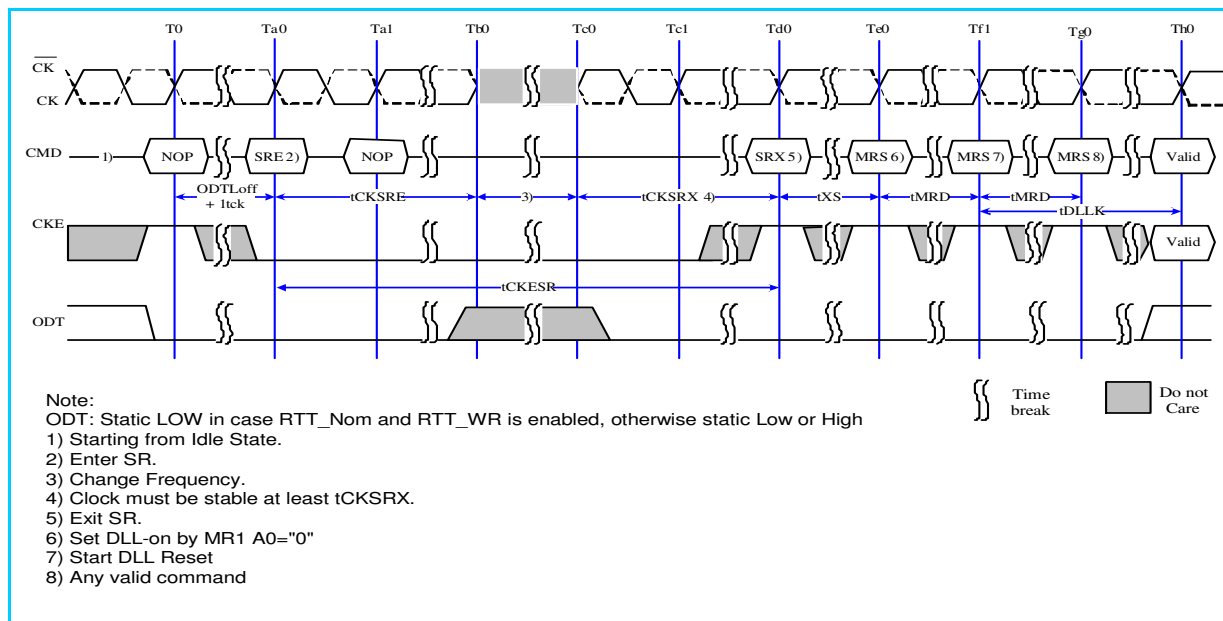 T0 Ta0 Ta1 Tb0 Tc0 Tc1 Td0 Te0 Tf1 Tg0 Th0
CK
CK
CMD 1) NOP SRE 2) NOP SRX 5) MRS 6) MRS 7) MRS 8) Valid
ODTLoff + 1tck tCKSRE 3) tCKSRX 4) tXS tMRD tMRD
tDLLK
CKE Valid
tCKESR
ODT
Time break
Do not Care
Note:
ODT: Static LOW in case RTT_Nom and RTT_WR is enabled, otherwise static Low or High
1) Starting from Idle State.
2) Enter SR.
3) Change Frequency.
4) Clock must be stable at least tCKSRX.
5) Exit SR.
6) Set DLL-on by MR1 A0="0"
7) Start DLL Reset
8) Any valid command